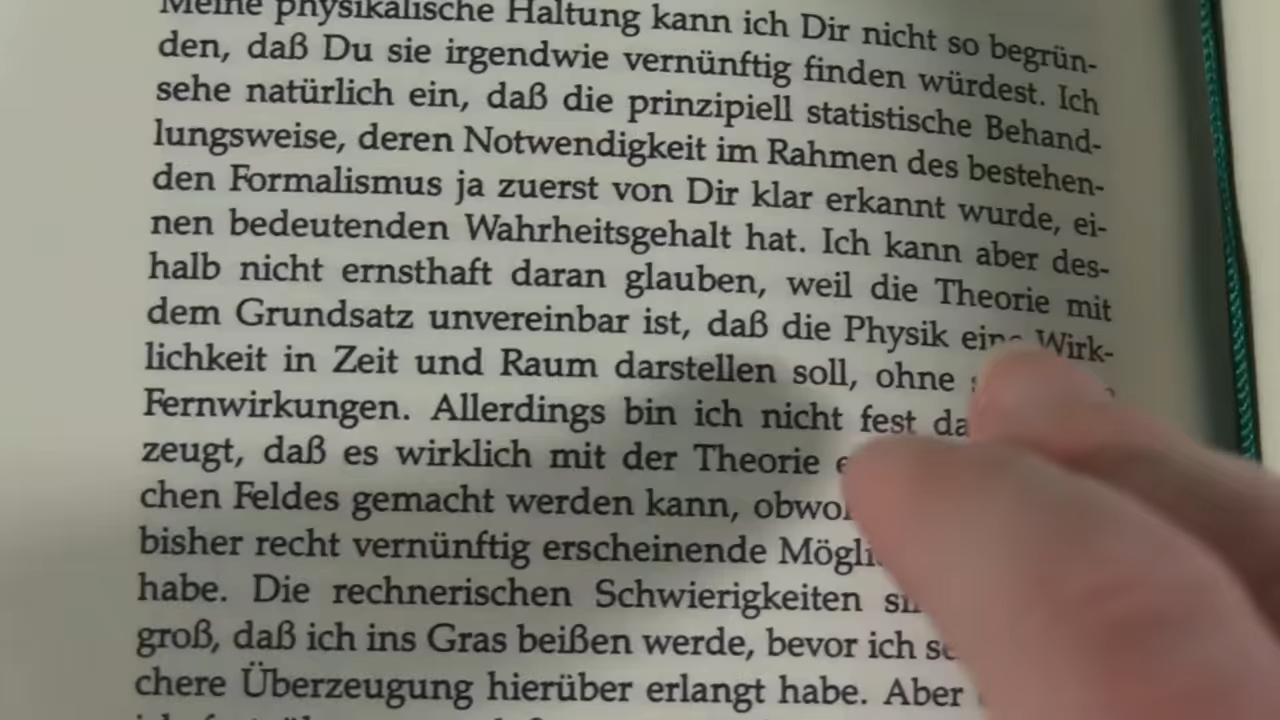 Meine physikalische Haltung kann ich Dir nicht so begrün-
den, daß Du sie irgendwie vernünftig finden würdest. Ich
sehe natürlich ein, daß die prinzipiell statistische Behand-
lungsweise, deren Notwendigkeit im Rahmen des bestehen-
den Formalismus ja zuerst von Dir klar erkannt wurde, ei-
nen bedeutenden Wahrheitsgehalt hat. Ich kann aber des-
halb nicht ernsthaft daran glauben, weil die Theorie mit
dem Grundsatz unvereinbar ist, daß die Physik eine Wirk-
lichkeit in Zeit und Raum darstellen soll, ohne
Fernwirkungen. Allerdings bin ich nicht fest
zeugt, daß es wirklich mit der Theorie
chen Feldes gemacht werden kann,
bisher recht vernünftig erscheinende
habe. Die rechnerischen Schwierigkeiten
groß, daß ich ins Gras beißen werde, bevor ich
chere Überzeugung hierüber erlangt habe. Aber